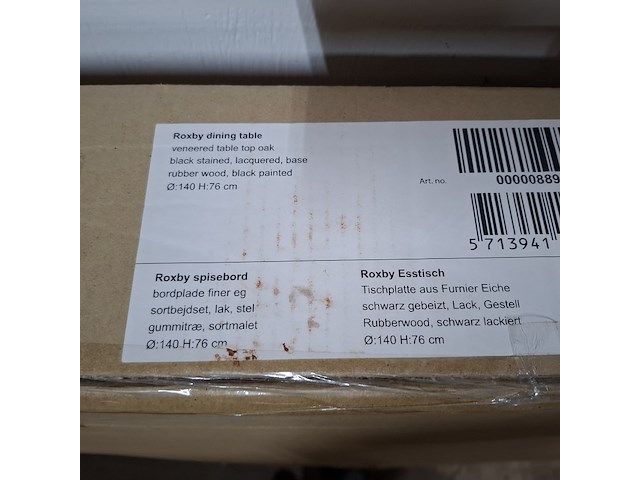 Roxby dining table
veneered table top oak
black stained, lacquered, base
rubber wood, black painted
Ø:140 H:76 cm
Art. no. 00000889
5 713941
Roxby spisebord
bordplade finer eg
sortbejdset, lak, stel
gummitræ, sortmalet
Ø:140 H:76 cm
Roxby Esstisch
Tischplatte aus Furnier Eiche
schwarz gebeizt, Lack, Gestell
Rubberwood, schwarz lackiert
Ø:140 H:76 cm